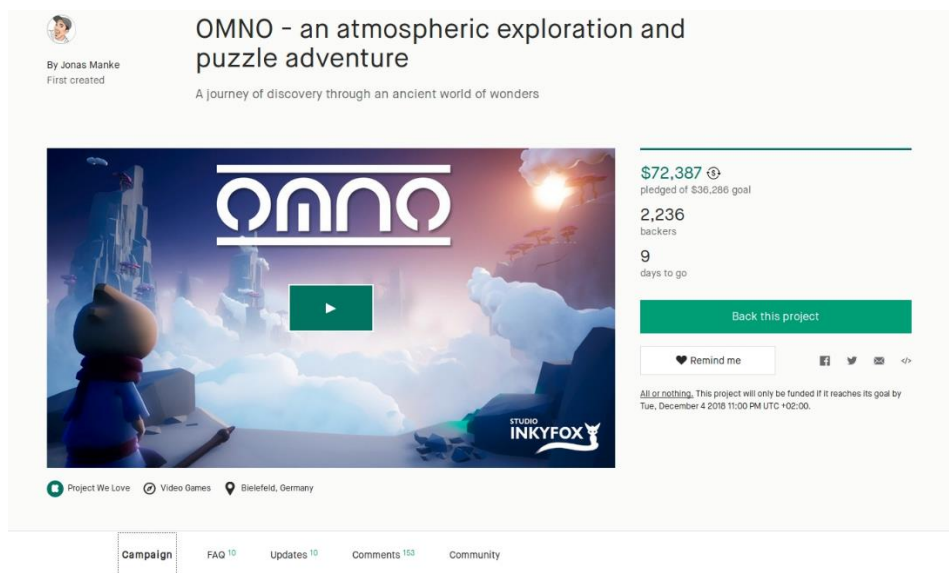 OMNO - an atmospheric exploration and
puzzle adventure
By Jonas Manke
First created
A journey of discovery through an ancient world of wonders
OMNO
STUDIO
INKYFOX
$72,387
pledged of $36,286 goal
2,236
backers
9
days to go
Back this project
Remind me
All or nothing. This project will only be funded if it reaches its goal by
Tue, December 4 2018 11:00 PM UTC +02:00.
Project We Love Video Games Bielefeld, Germany
Campaign FAQ 10 Updates 10 Comments 153 Community